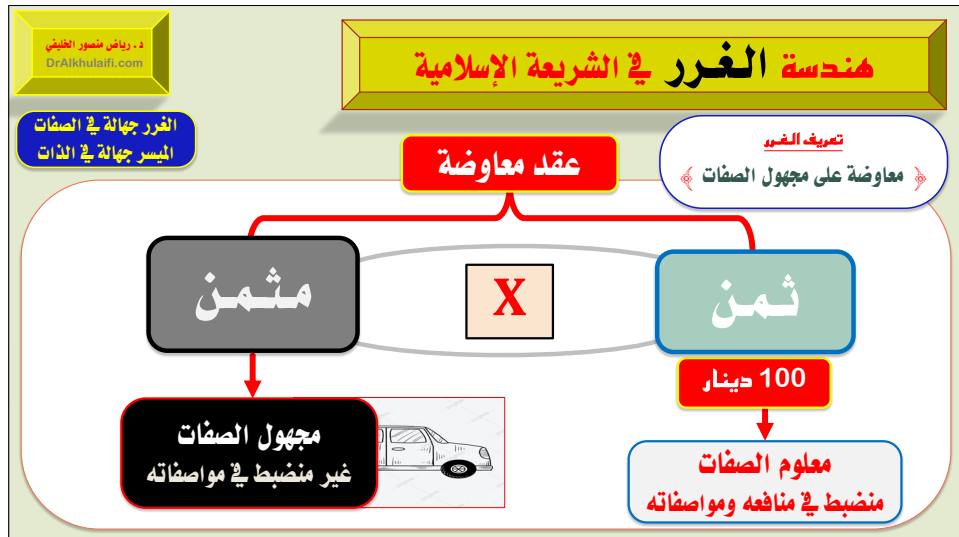 هندسة الغرر في الشريعة الإسلامية
د. رياض منصور الخليفي
DrAlkhulaifi.com
الغرر جهالة في الصفات
الميسر جهالة في الذات
تعريف الغرر
﴿ معاوضة على مجهول الصفات ﴾
عقد معاوضة
ثمن
X
مثمن
100 دينار
معلوم الصفات
منضبط في منافعه ومواصفاته
مجهول الصفات
غير منضبط في مواصفاته